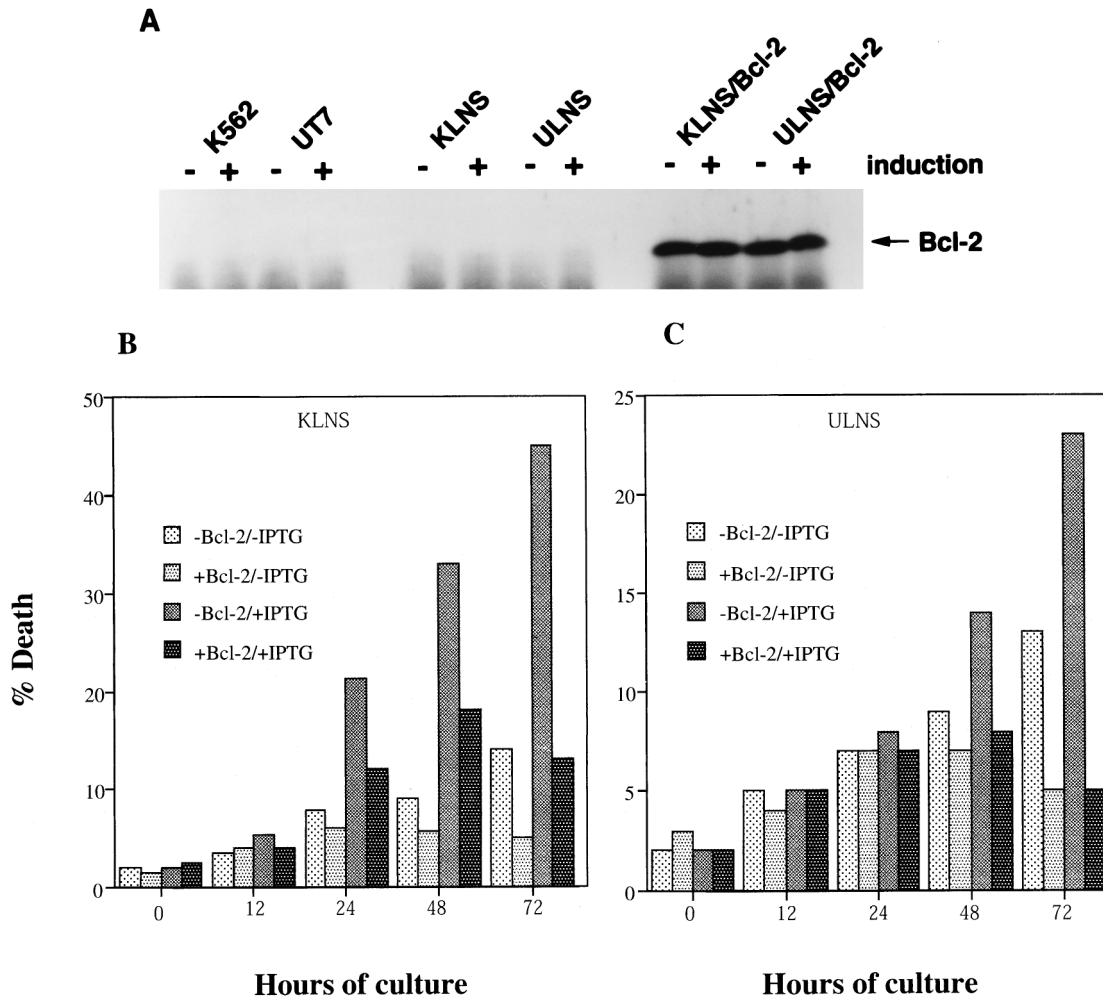 A
K562 UT7 KLNS ULNS KLNS/Bcl-2 ULNS/Bcl-2
- + - + - + - + - + - + induction
Bcl-2
B
KLNS
50
40
30
20
10
0
-Bcl-2/-IPTG
+Bcl-2/-IPTG
-Bcl-2/+IPTG
+Bcl-2/+IPTG
% Death
0 12 24 48 72
Hours of culture
C
ULNS
25
20
15
10
5
0
-Bcl-2/-IPTG
+Bcl-2/-IPTG
-Bcl-2/+IPTG
+Bcl-2/+IPTG
0 12 24 48 72
Hours of culture